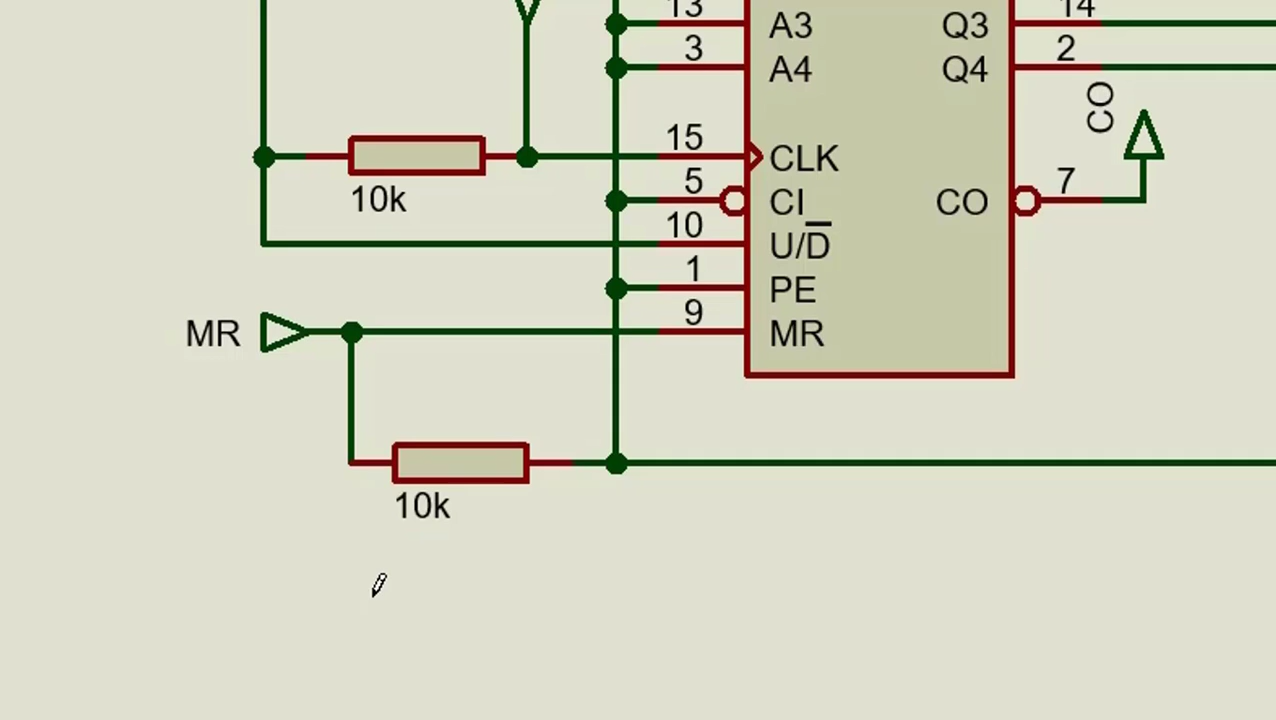 13 A3 Q3 14
3 A4 Q4 2
CO
15 CLK
10k
5 CI CO 7
10 U/D̅
1 PE
MR 9 MR
10k